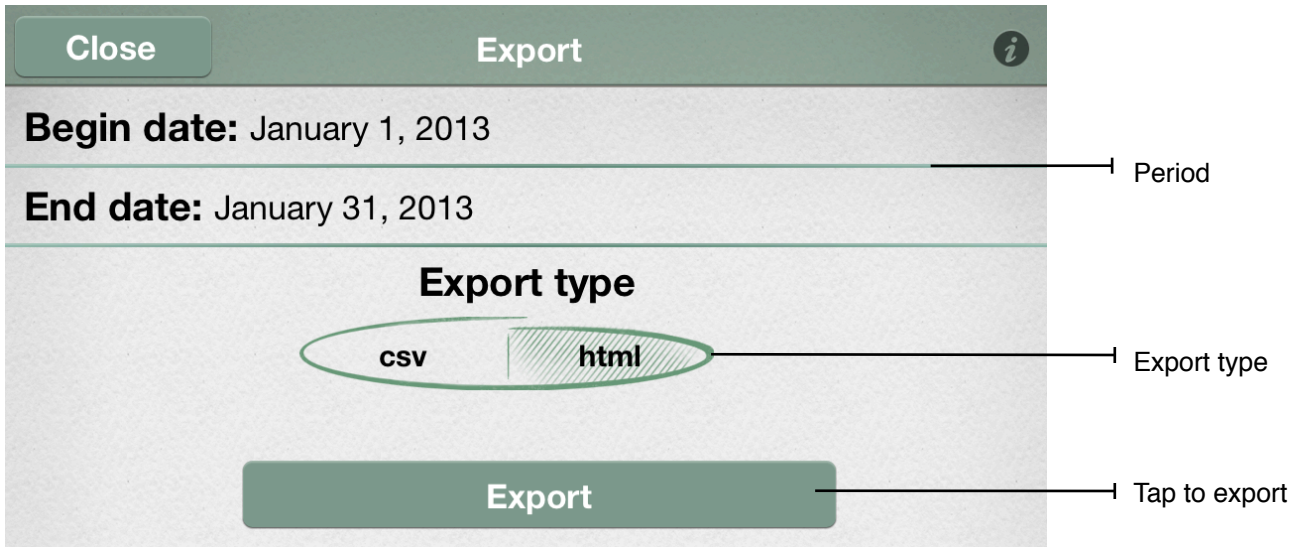 Close
Export
i
Begin date: January 1, 2013
Period
End date: January 31, 2013
Export type
csv
html
Export type
Export
Tap to export